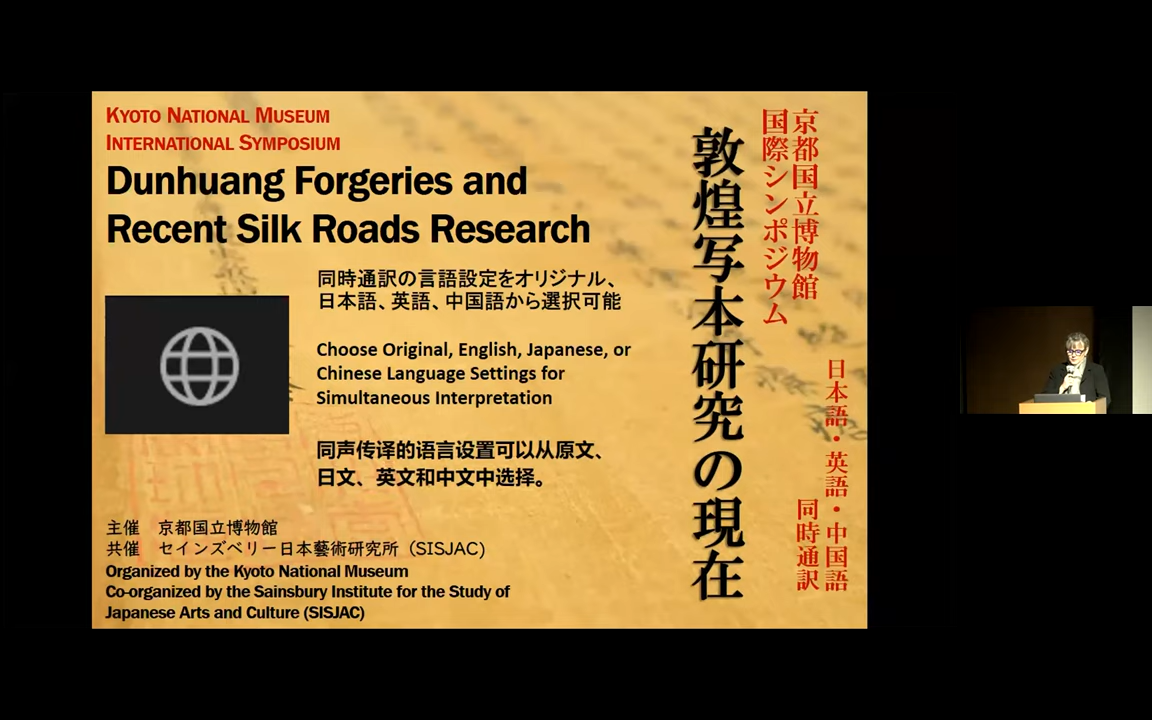 KYOTO NATIONAL MUSEUM
INTERNATIONAL SYMPOSIUM
Dunhuang Forgeries and
Recent Silk Roads Research
京都国立博物館
国際シンポジウム
敦煌写本研究の現在
日本語・英語・中国語
同時通訳
同時通訳の言語設定をオリジナル、
日本語、英語、中国語から選択可能
Choose Original, English, Japanese, or
Chinese Language Settings for
Simultaneous Interpretation
同声传译的语言设置可以从原文、
日文、英文和中文中选择。
主催 京都国立博物館
共催 セインズベリー日本藝術研究所（SISJAC）
Organized by the Kyoto National Museum
Co-organized by the Sainsbury Institute for the Study of
Japanese Arts and Culture (SISJAC)